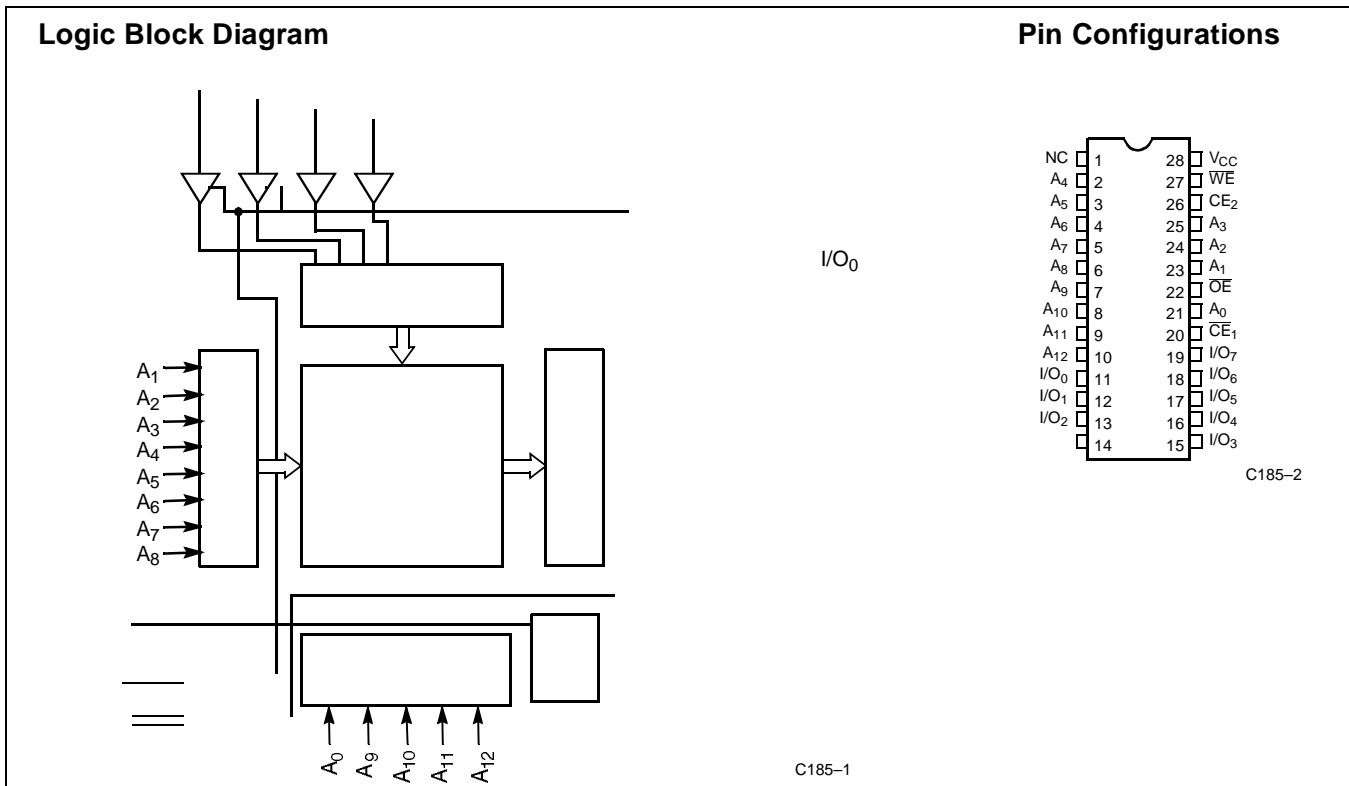 Logic Block Diagram
Pin Configurations
I/O0
A1
A2
A3
A4
A5
A6
A7
A8
A0
A9
A10
A11
A12
C185–1
NC 1 28 VCC
A4 2 27 W̅E̅
A5 3 26 CE2
A6 4 25 A3
A7 5 24 A2
A8 6 23 A1
A9 7 22 O̅E̅
A10 8 21 A0
A11 9 20 C̅E̅1
A12 10 19 I/O7
I/O0 11 18 I/O6
I/O1 12 17 I/O5
I/O2 13 16 I/O4
14 15 I/O3
C185–2